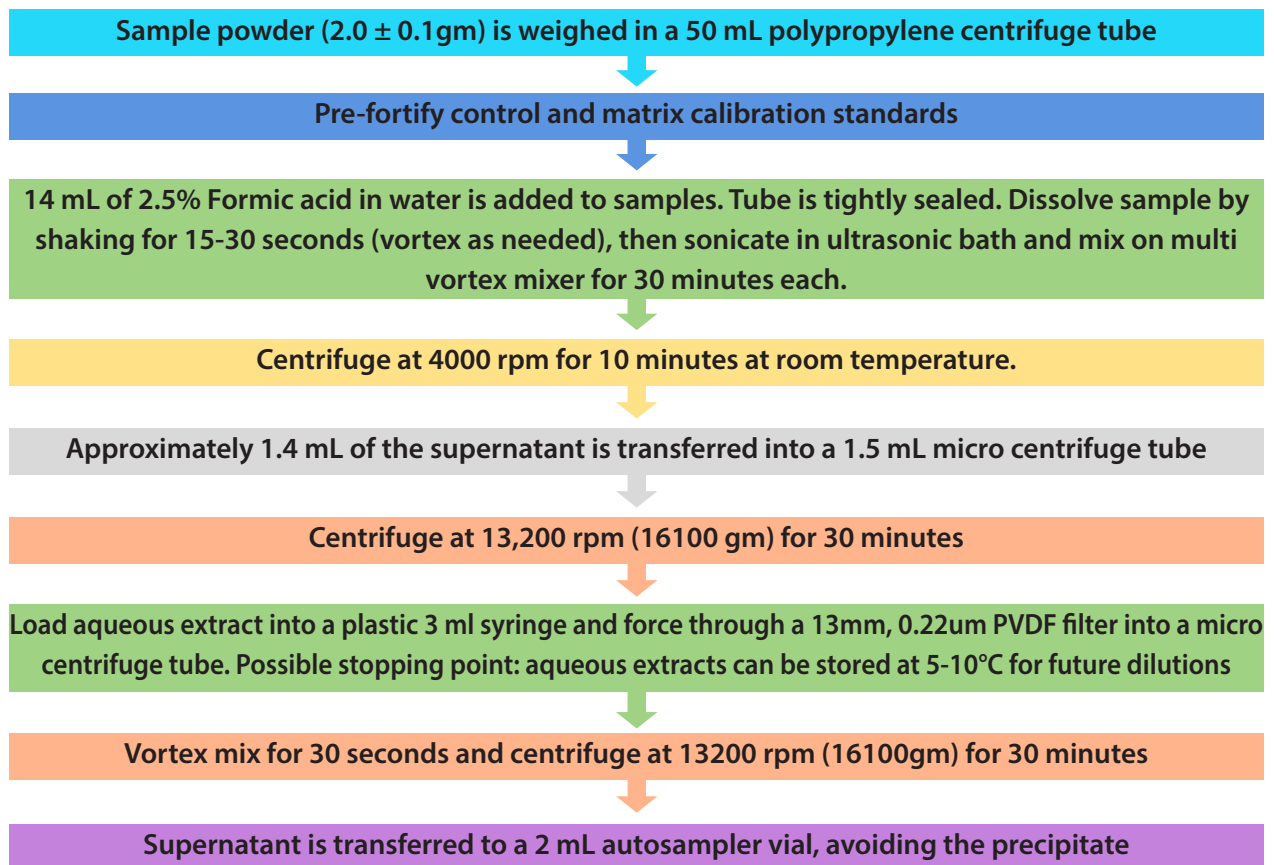 Sample powder (2.0 ± 0.1gm) is weighed in a 50 mL polypropylene centrifuge tube
Pre-fortify control and matrix calibration standards
14 mL of 2.5% Formic acid in water is added to samples. Tube is tightly sealed. Dissolve sample by
shaking for 15-30 seconds (vortex as needed), then sonicate in ultrasonic bath and mix on multi
vortex mixer for 30 minutes each.
Centrifuge at 4000 rpm for 10 minutes at room temperature.
Approximately 1.4 mL of the supernatant is transferred into a 1.5 mL micro centrifuge tube
Centrifuge at 13,200 rpm (16100 gm) for 30 minutes
Load aqueous extract into a plastic 3 ml syringe and force through a 13mm, 0.22um PVDF filter into a micro
centrifuge tube. Possible stopping point: aqueous extracts can be stored at 5-10°C for future dilutions
Vortex mix for 30 seconds and centrifuge at 13200 rpm (16100gm) for 30 minutes
Supernatant is transferred to a 2 mL autosampler vial, avoiding the precipitate